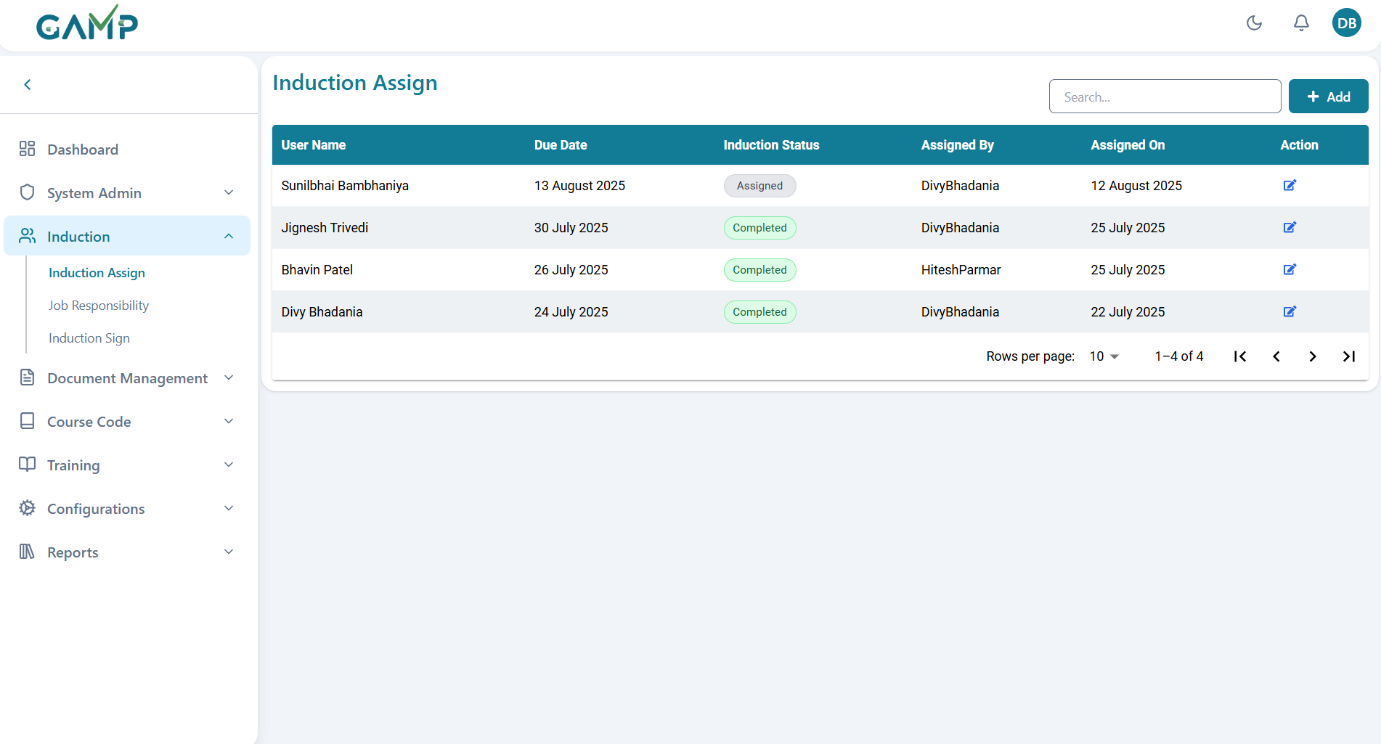 GAMP
DB
Induction Assign
Search...
+ Add
Dashboard
System Admin
Induction
Induction Assign
Job Responsibility
Induction Sign
Document Management
Course Code
Training
Configurations
Reports
User Name Due Date Induction Status Assigned By Assigned On Action
Sunilbhai Bambhaniya 13 August 2025 Assigned DivyBhadania 12 August 2025
Jignesh Trivedi 30 July 2025 Completed DivyBhadania 25 July 2025
Bhavin Patel 26 July 2025 Completed HiteshParmar 25 July 2025
Divy Bhadania 24 July 2025 Completed DivyBhadania 22 July 2025
Rows per page: 10 1–4 of 4